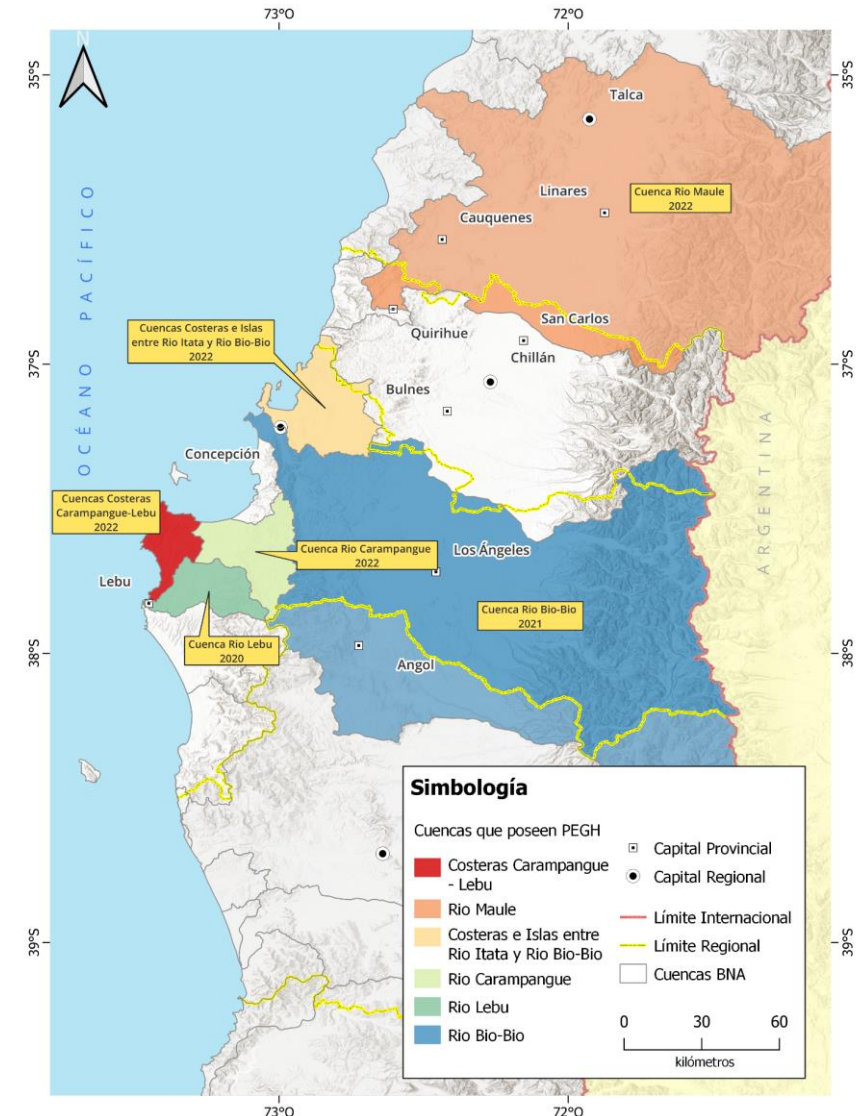 73°O
72°O
N
35°S
35°S
Talca
Linares
Cuenca Rio Maule
2022
Cauquenes
OCÉANO PACÍFICO
San Carlos
Cuencas Costeras e Islas
entre Rio Itata y Rio Bio-Bio
2022
Quirihue
Chillán
37°S
37°S
Bulnes
ARGENTINA
Concepción
Cuencas Costeras
Carampangue-Lebu
2022
Los Ángeles
Cuenca Rio Carampangue
2022
Lebu
Cuenca Rio Bio-Bio
2021
Cuenca Rio Lebu
2020
38°S
38°S
Angol
Simbología
Cuencas que poseen PEGH
Costeras Carampangue
- Lebu
Rio Maule
Costeras e Islas entre
Rio Itata y Rio Bio-Bio
Rio Carampangue
Rio Lebu
Rio Bio-Bio
Capital Provincial
Capital Regional
Límite Internacional
Límite Regional
Cuencas BNA
0 30 60
kilómetros
39°S
39°S
73°O
72°O